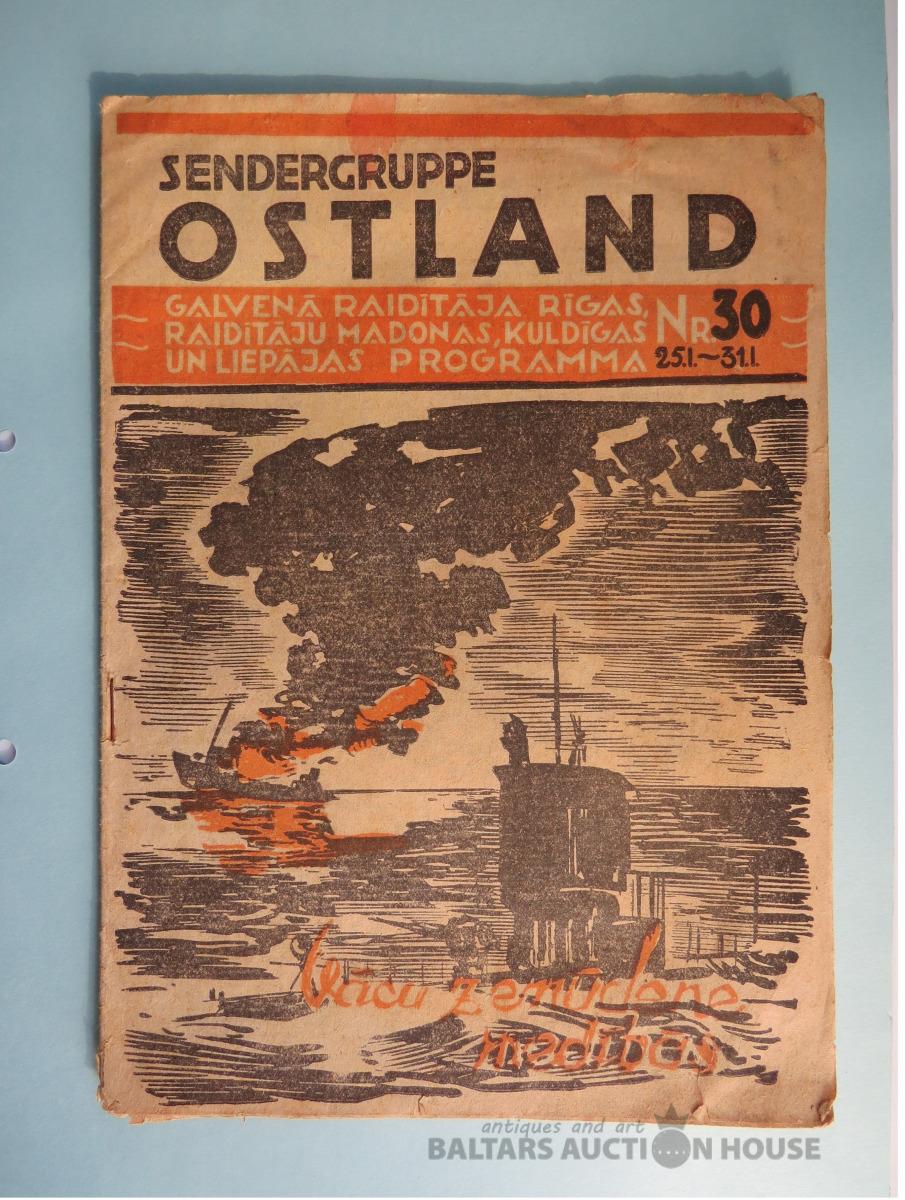 SENDERGRUPPE
OSTLAND
GALVENĀ RAIDĪTĀJA RĪGAS,
RAIDĪTĀJU MADONAS, KULDĪGAS
UN LIEPĀJAS PROGRAMMA
NR. 30
25.I.~31.I.
Vācu zemūdene
medībās
antiques and art
BALTARS AUCTION HOUSE